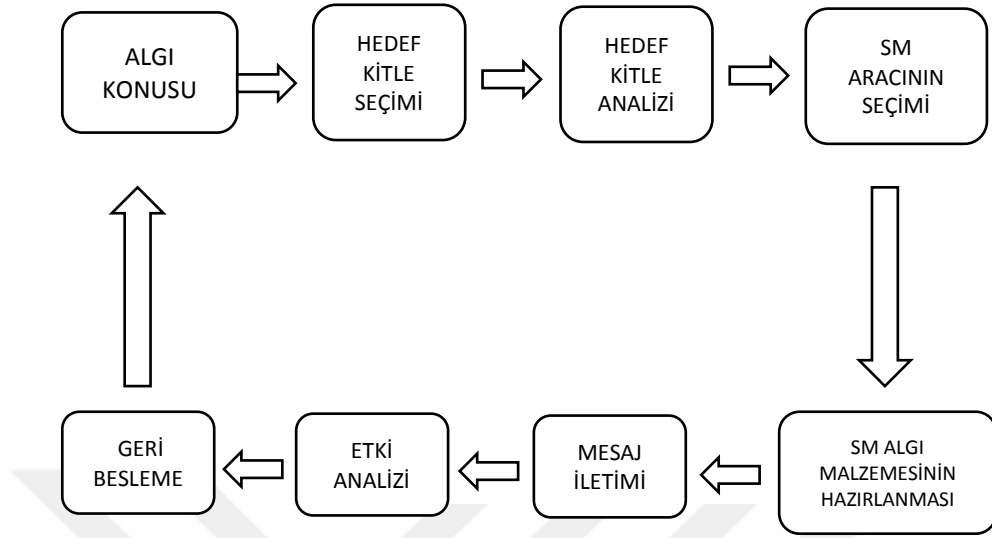 ALGI
KONUSU
HEDEF
KİTLE
SEÇİMİ
HEDEF
KİTLE
ANALİZİ
SM
ARACININ
SEÇİMİ
GERİ
BESLEME
ETKİ
ANALİZİ
MESAJ
İLETİMİ
SM ALGI
MALZEMESİNİN
HAZIRLANMASI